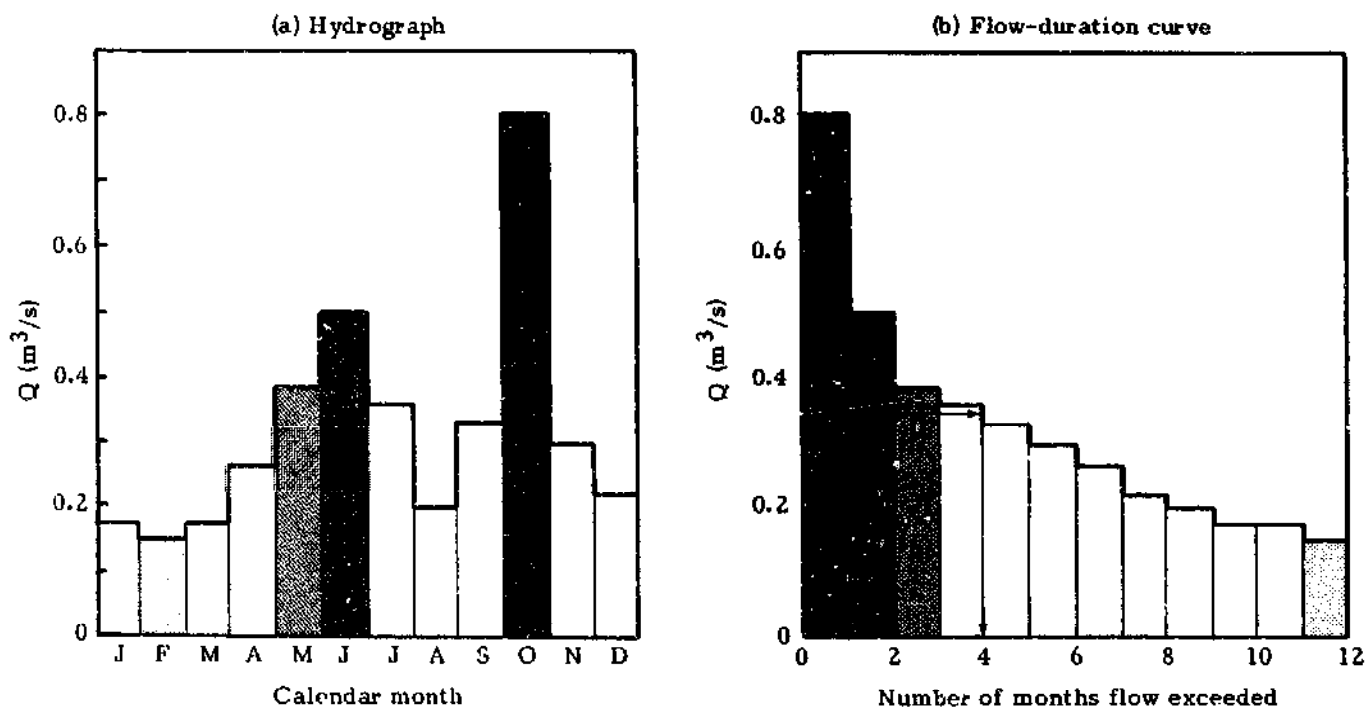 (a) Hydrograph
0.8
0.6
0.4
0.2
0
Q (m³/s)
J F M A M J J A S O N D
Calendar month
(b) Flow-duration curve
0.8
0.6
0.4
0.2
0
Q (m³/s)
0 2 4 6 8 10 12
Number of months flow exceeded